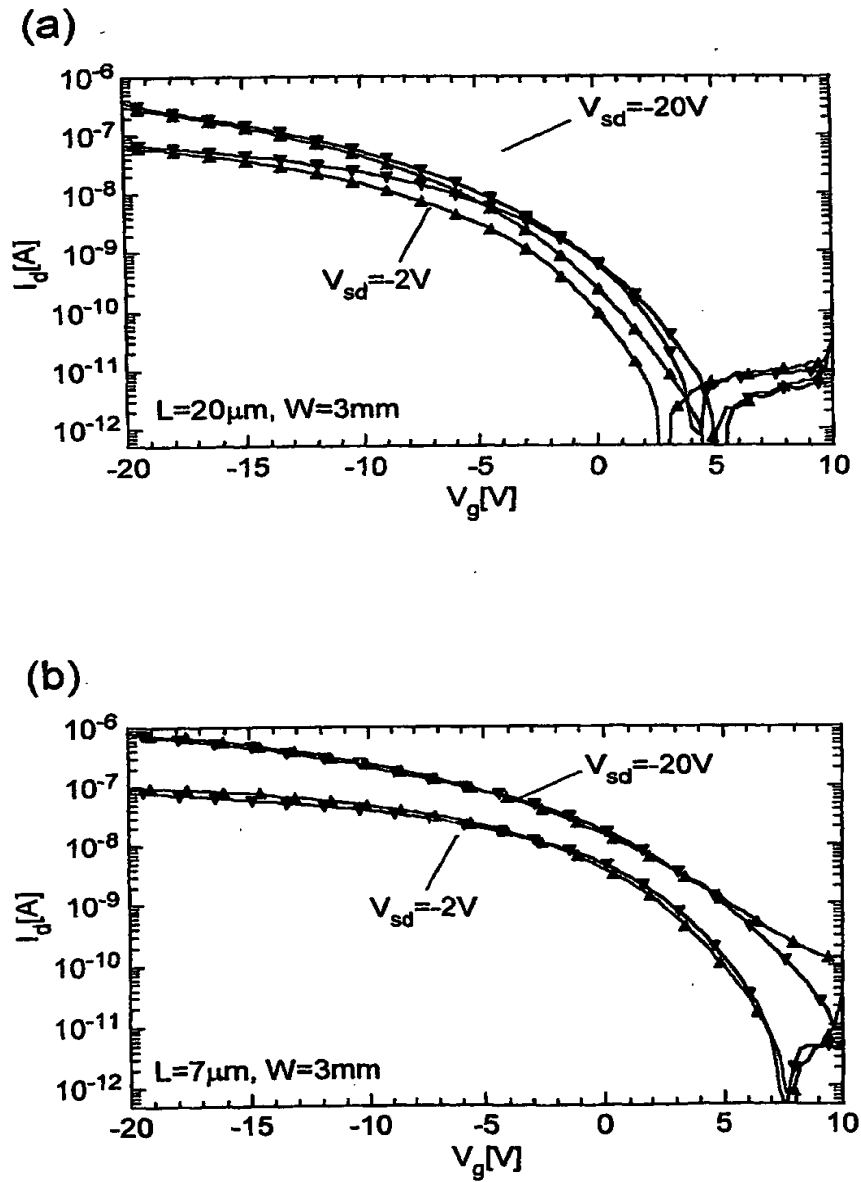 (a)
10-6
10-7
10-8
10-9
10-10
10-11
10-12
Id[A]
Vsd=-20V
Vsd=-2V
L=20μm, W=3mm
-20 -15 -10 -5 0 5 10
Vg[V]
(b)
10-6
10-7
10-8
10-9
10-10
10-11
10-12
Id[A]
Vsd=-20V
Vsd=-2V
L=7μm, W=3mm
-20 -15 -10 -5 0 5 10
Vg[V]